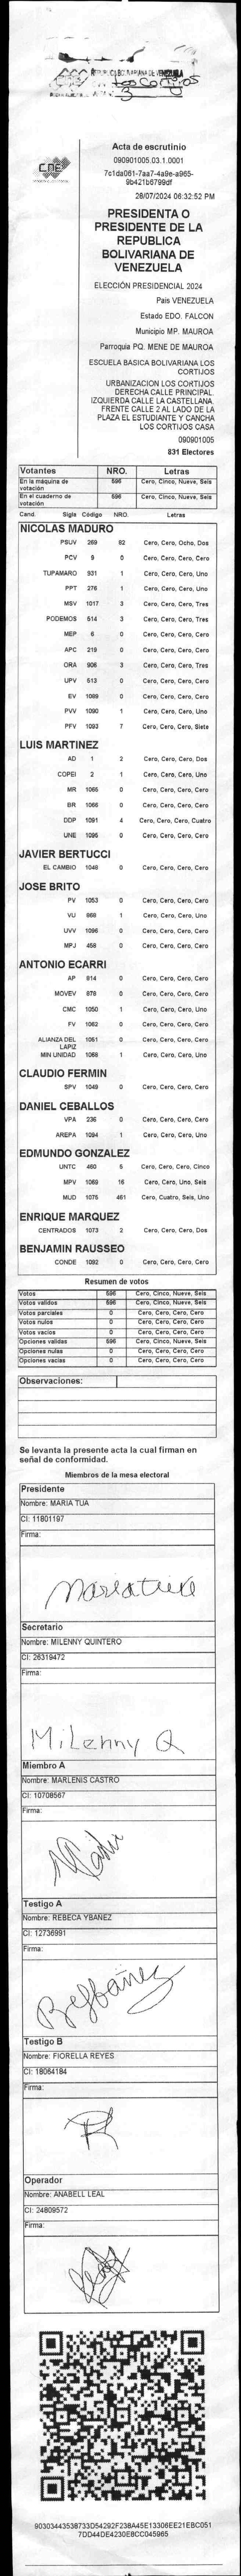 REPUBLICA BOLIVARIANA DE VENEZUELA
Los Cortijos
3
CNE
Acta de escrutinio
090901005.03.1.0001
7c1da061-7aa7-4a9e-a965-
9b421b6799df
28/07/2024 06:32:52 PM
PRESIDENTA O
PRESIDENTE DE LA
REPUBLICA
BOLIVARIANA DE
VENEZUELA
ELECCIÓN PRESIDENCIAL 2024
Pais VENEZUELA
Estado EDO. FALCON
Municipio MP. MAUROA
Parroquia PQ. MENE DE MAUROA
ESCUELA BASICA BOLIVARIANA LOS
CORTIJOS
URBANIZACION LOS CORTIJOS
DERECHA CALLE PRINCIPAL.
IZQUIERDA CALLE LA CASTELLANA.
FRENTE CALLE 2 AL LADO DE LA
PLAZA EL ESTUDIANTE Y CANCHA
LOS CORTIJOS CASA
090901005
831 Electores
Votantes NRO. Letras
En la máquina de votación 596 Cero, Cinco, Nueve, Seis
En el cuaderno de votación 596 Cero, Cinco, Nueve, Seis
Cand. Sigla Código NRO. Letras
NICOLAS MADURO
PSUV 269 82 Cero, Cero, Ocho, Dos
PCV 9 0 Cero, Cero, Cero, Cero
TUPAMARO 931 1 Cero, Cero, Cero, Uno
PPT 276 1 Cero, Cero, Cero, Uno
MSV 1017 3 Cero, Cero, Cero, Tres
PODEMOS 514 3 Cero, Cero, Cero, Tres
MEP 6 0 Cero, Cero, Cero, Cero
APC 219 0 Cero, Cero, Cero, Cero
ORA 906 3 Cero, Cero, Cero, Tres
UPV 513 0 Cero, Cero, Cero, Cero
EV 1089 0 Cero, Cero, Cero, Cero
PVV 1090 1 Cero, Cero, Cero, Uno
PFV 1093 7 Cero, Cero, Cero, Siete
LUIS MARTINEZ
AD 1 2 Cero, Cero, Cero, Dos
COPEI 2 1 Cero, Cero, Cero, Uno
MR 1065 0 Cero, Cero, Cero, Cero
BR 1066 0 Cero, Cero, Cero, Cero
DDP 1091 4 Cero, Cero, Cero, Cuatro
UNE 1095 0 Cero, Cero, Cero, Cero
JAVIER BERTUCCI
EL CAMBIO 1048 0 Cero, Cero, Cero, Cero
JOSE BRITO
PV 1053 0 Cero, Cero, Cero, Cero
VU 868 1 Cero, Cero, Cero, Uno
UVV 1096 0 Cero, Cero, Cero, Cero
MPJ 458 0 Cero, Cero, Cero, Cero
ANTONIO ECARRI
AP 814 0 Cero, Cero, Cero, Cero
MOVEV 878 0 Cero, Cero, Cero, Cero
CMC 1050 1 Cero, Cero, Cero, Uno
FV 1062 0 Cero, Cero, Cero, Cero
ALIANZA DEL LAPIZ 1051 0 Cero, Cero, Cero, Cero
MIN UNIDAD 1068 1 Cero, Cero, Cero, Uno
CLAUDIO FERMIN
SPV 1049 0 Cero, Cero, Cero, Cero
DANIEL CEBALLOS
VPA 236 0 Cero, Cero, Cero, Cero
AREPA 1094 1 Cero, Cero, Cero, Uno
EDMUNDO GONZALEZ
UNTC 460 5 Cero, Cero, Cero, Cinco
MPV 1069 16 Cero, Cero, Uno, Seis
MUD 1075 461 Cero, Cuatro, Seis, Uno
ENRIQUE MARQUEZ
CENTRADOS 1073 2 Cero, Cero, Cero, Dos
BENJAMIN RAUSSEO
CONDE 1092 0 Cero, Cero, Cero, Cero
Resumen de votos
Votos 596 Cero, Cinco, Nueve, Seis
Votos validos 596 Cero, Cinco, Nueve, Seis
Votos parciales 0 Cero, Cero, Cero, Cero
Votos nulos 0 Cero, Cero, Cero, Cero
Votos vacios 0 Cero, Cero, Cero, Cero
Opciones validas 596 Cero, Cinco, Nueve, Seis
Opciones nulas 0 Cero, Cero, Cero, Cero
Opciones vacias 0 Cero, Cero, Cero, Cero
Observaciones:
Se levanta la presente acta la cual firman en
señal de conformidad.
Miembros de la mesa electoral
Presidente
Nombre: MARIA TUA
CI: 11801197
Firma:
Secretario
Nombre: MILENNY QUINTERO
CI: 26319472
Firma:
Milenny Q
Miembro A
Nombre: MARLENIS CASTRO
CI: 10708567
Firma:
Testigo A
Nombre: REBECA YBAÑEZ
CI: 12736991
Firma:
Testigo B
Nombre: FIORELLA REYES
CI: 18064184
Firma:
Operador
Nombre: ANABELL LEAL
CI: 24809572
Firma:
90303443538733D54292F238A45E13306EE21EBC051
7DD44DE4230E8CC045965